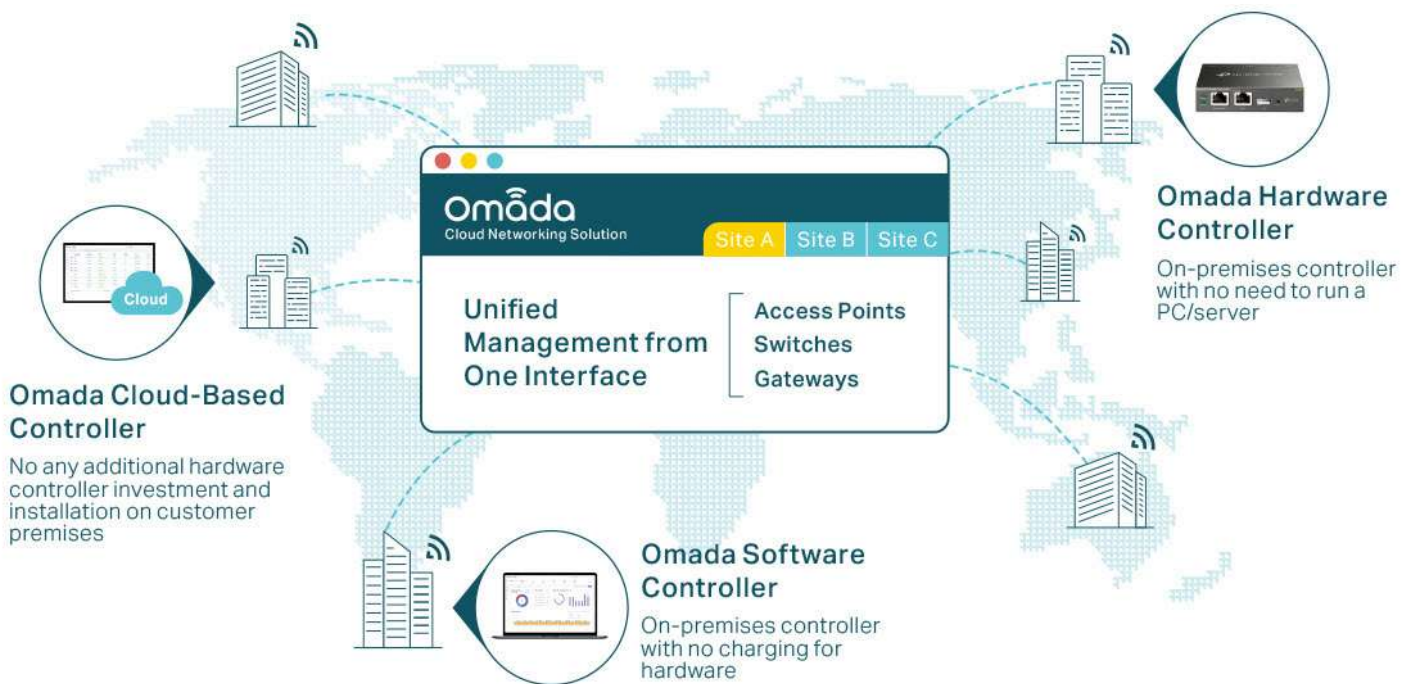 Omada
Cloud Networking Solution
Site A
Site B
Site C
Unified
Management from
One Interface
Access Points
Switches
Gateways
Cloud
Omada Cloud-Based
Controller
No any additional hardware
controller investment and
installation on customer
premises
Omada Hardware
Controller
On-premises controller
with no need to run a
PC/server
Omada Software
Controller
On-premises controller
with no charging for
hardware